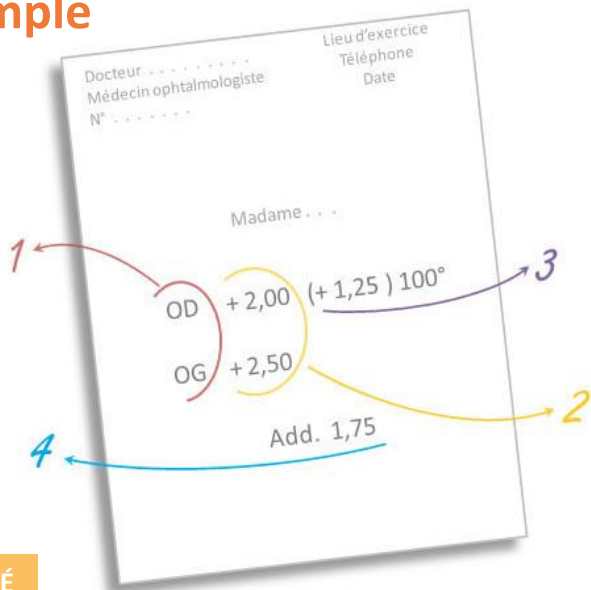 mple
Docteur . . . . . . . . .
Médecin ophtalmologiste
N° . . . . . . .
Lieu d'exercice
Téléphone
Date
Madame . . .
1
OD + 2,00 (+ 1,25 ) 100°
3
OG + 2,50
2
Add. 1,75
4
É